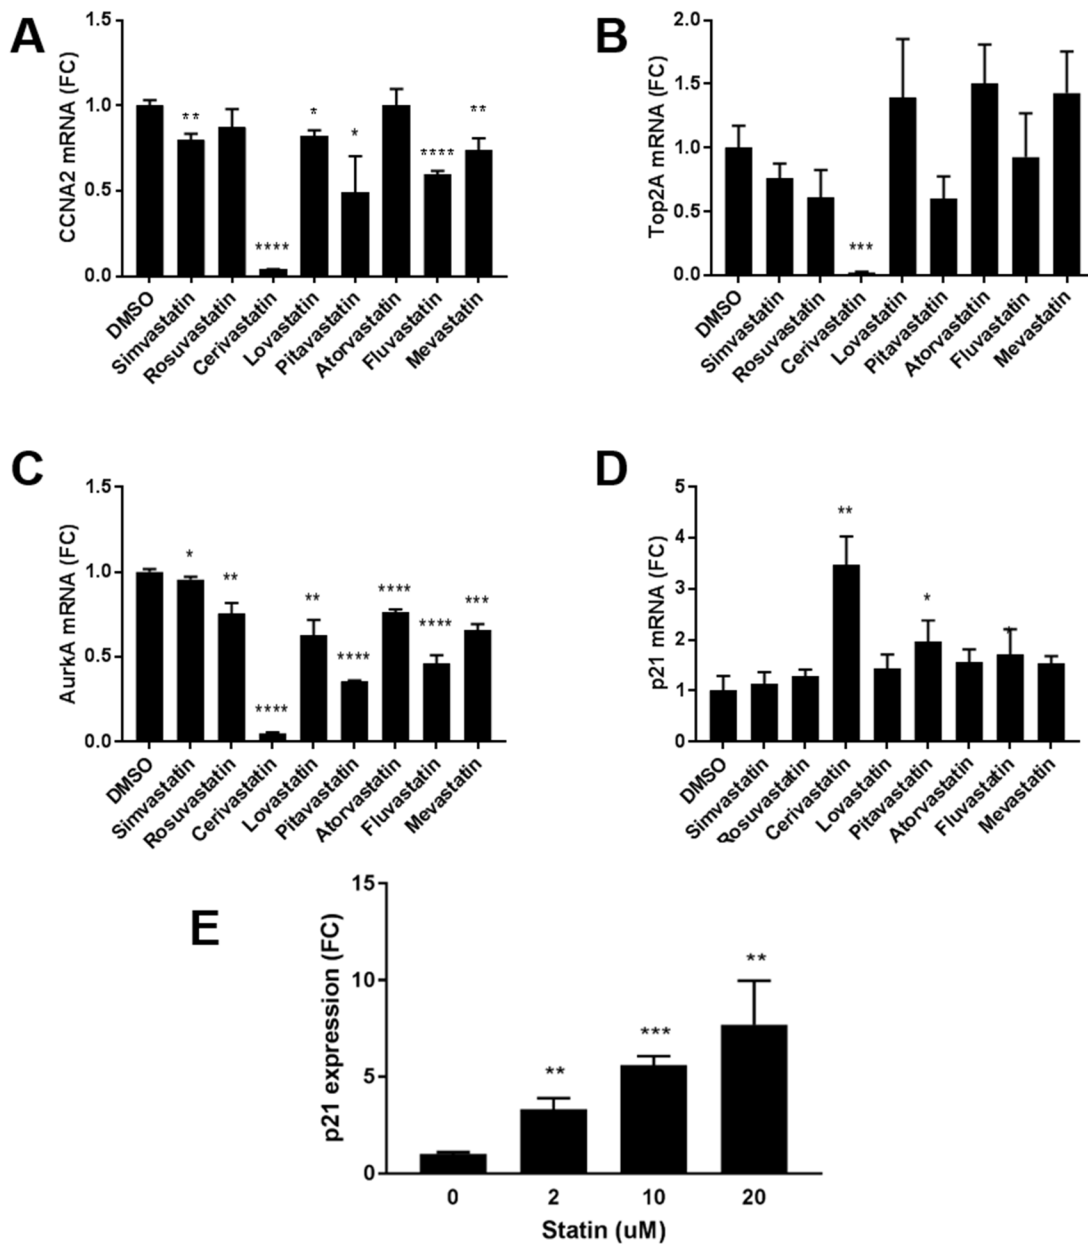 A
CCNA2 mRNA (FC)
1.5
1.0
0.5
0.0
**
****
*
*
****
**
DMSO
Simvastatin
Rosuvastatin
Cerivastatin
Lovastatin
Pitavastatin
Atorvastatin
Fluvastatin
Mevastatin
B
Top2A mRNA (FC)
2.0
1.5
1.0
0.5
0.0
***
DMSO
Simvastatin
Rosuvastatin
Cerivastatin
Lovastatin
Pitavastatin
Atorvastatin
Fluvastatin
Mevastatin
C
AurkA mRNA (FC)
1.5
1.0
0.5
0.0
*
**
****
**
****
****
****
***
DMSO
Simvastatin
Rosuvastatin
Cerivastatin
Lovastatin
Pitavastatin
Atorvastatin
Fluvastatin
Mevastatin
D
p21 mRNA (FC)
5
4
3
2
1
0
**
*
*
DMSO
Simvastatin
Rosuvastatin
Cerivastatin
Lovastatin
Pitavastatin
Atorvastatin
Fluvastatin
Mevastatin
E
p21 expression (FC)
15
10
5
0
**
***
**
0 2 10 20
Statin (uM)